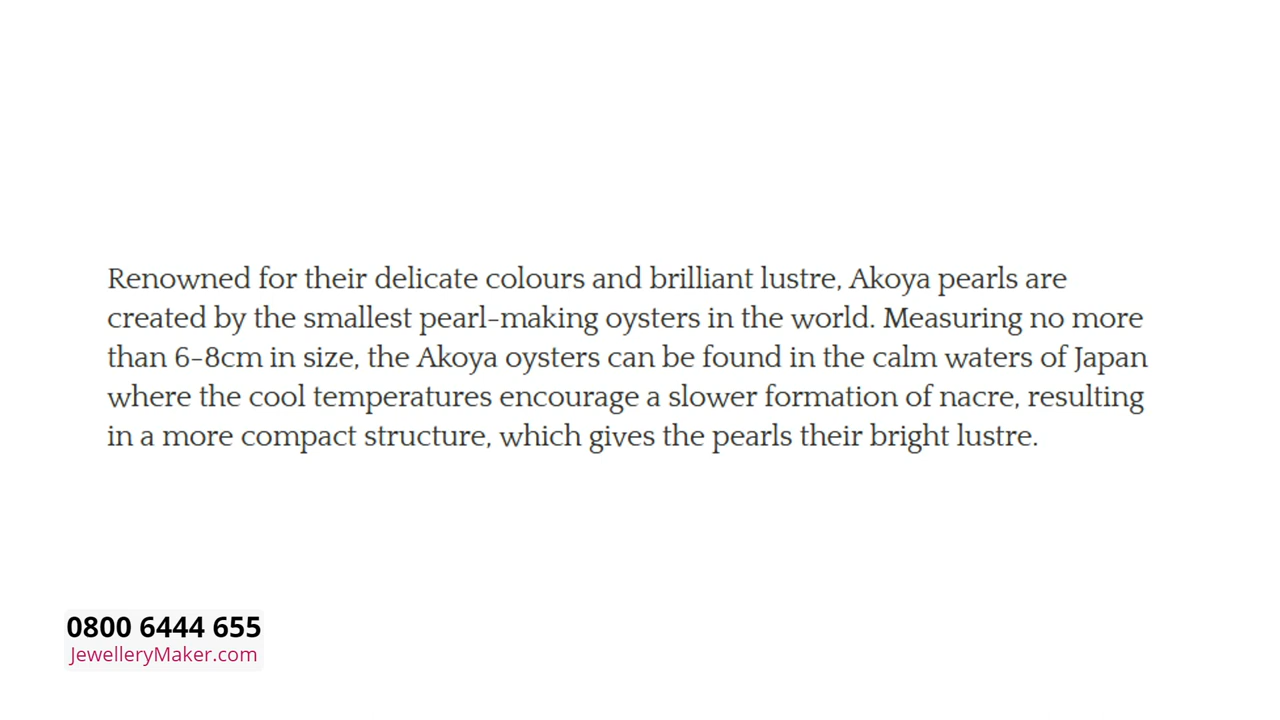 Renowned for their delicate colours and brilliant lustre, Akoya pearls are
created by the smallest pearl-making oysters in the world. Measuring no more
than 6-8cm in size, the Akoya oysters can be found in the calm waters of Japan
where the cool temperatures encourage a slower formation of nacre, resulting
in a more compact structure, which gives the pearls their bright lustre.
0800 6444 655
JewelleryMaker.com